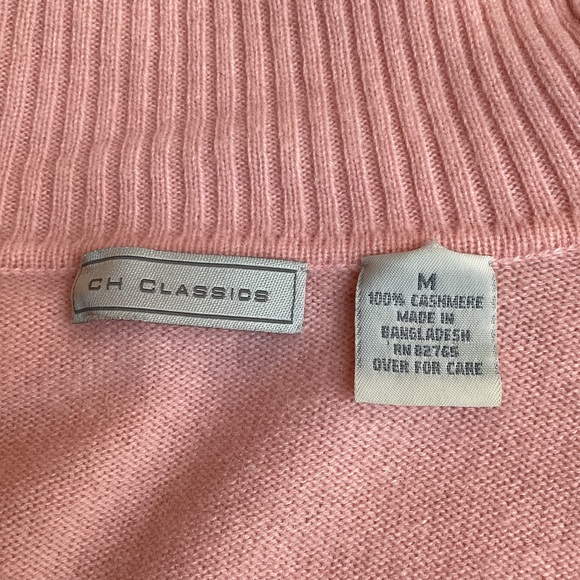 CH CLASSICS
M
100% CASHMERE
MADE IN
BANGLADESH
RN 82765
OVER FOR CARE